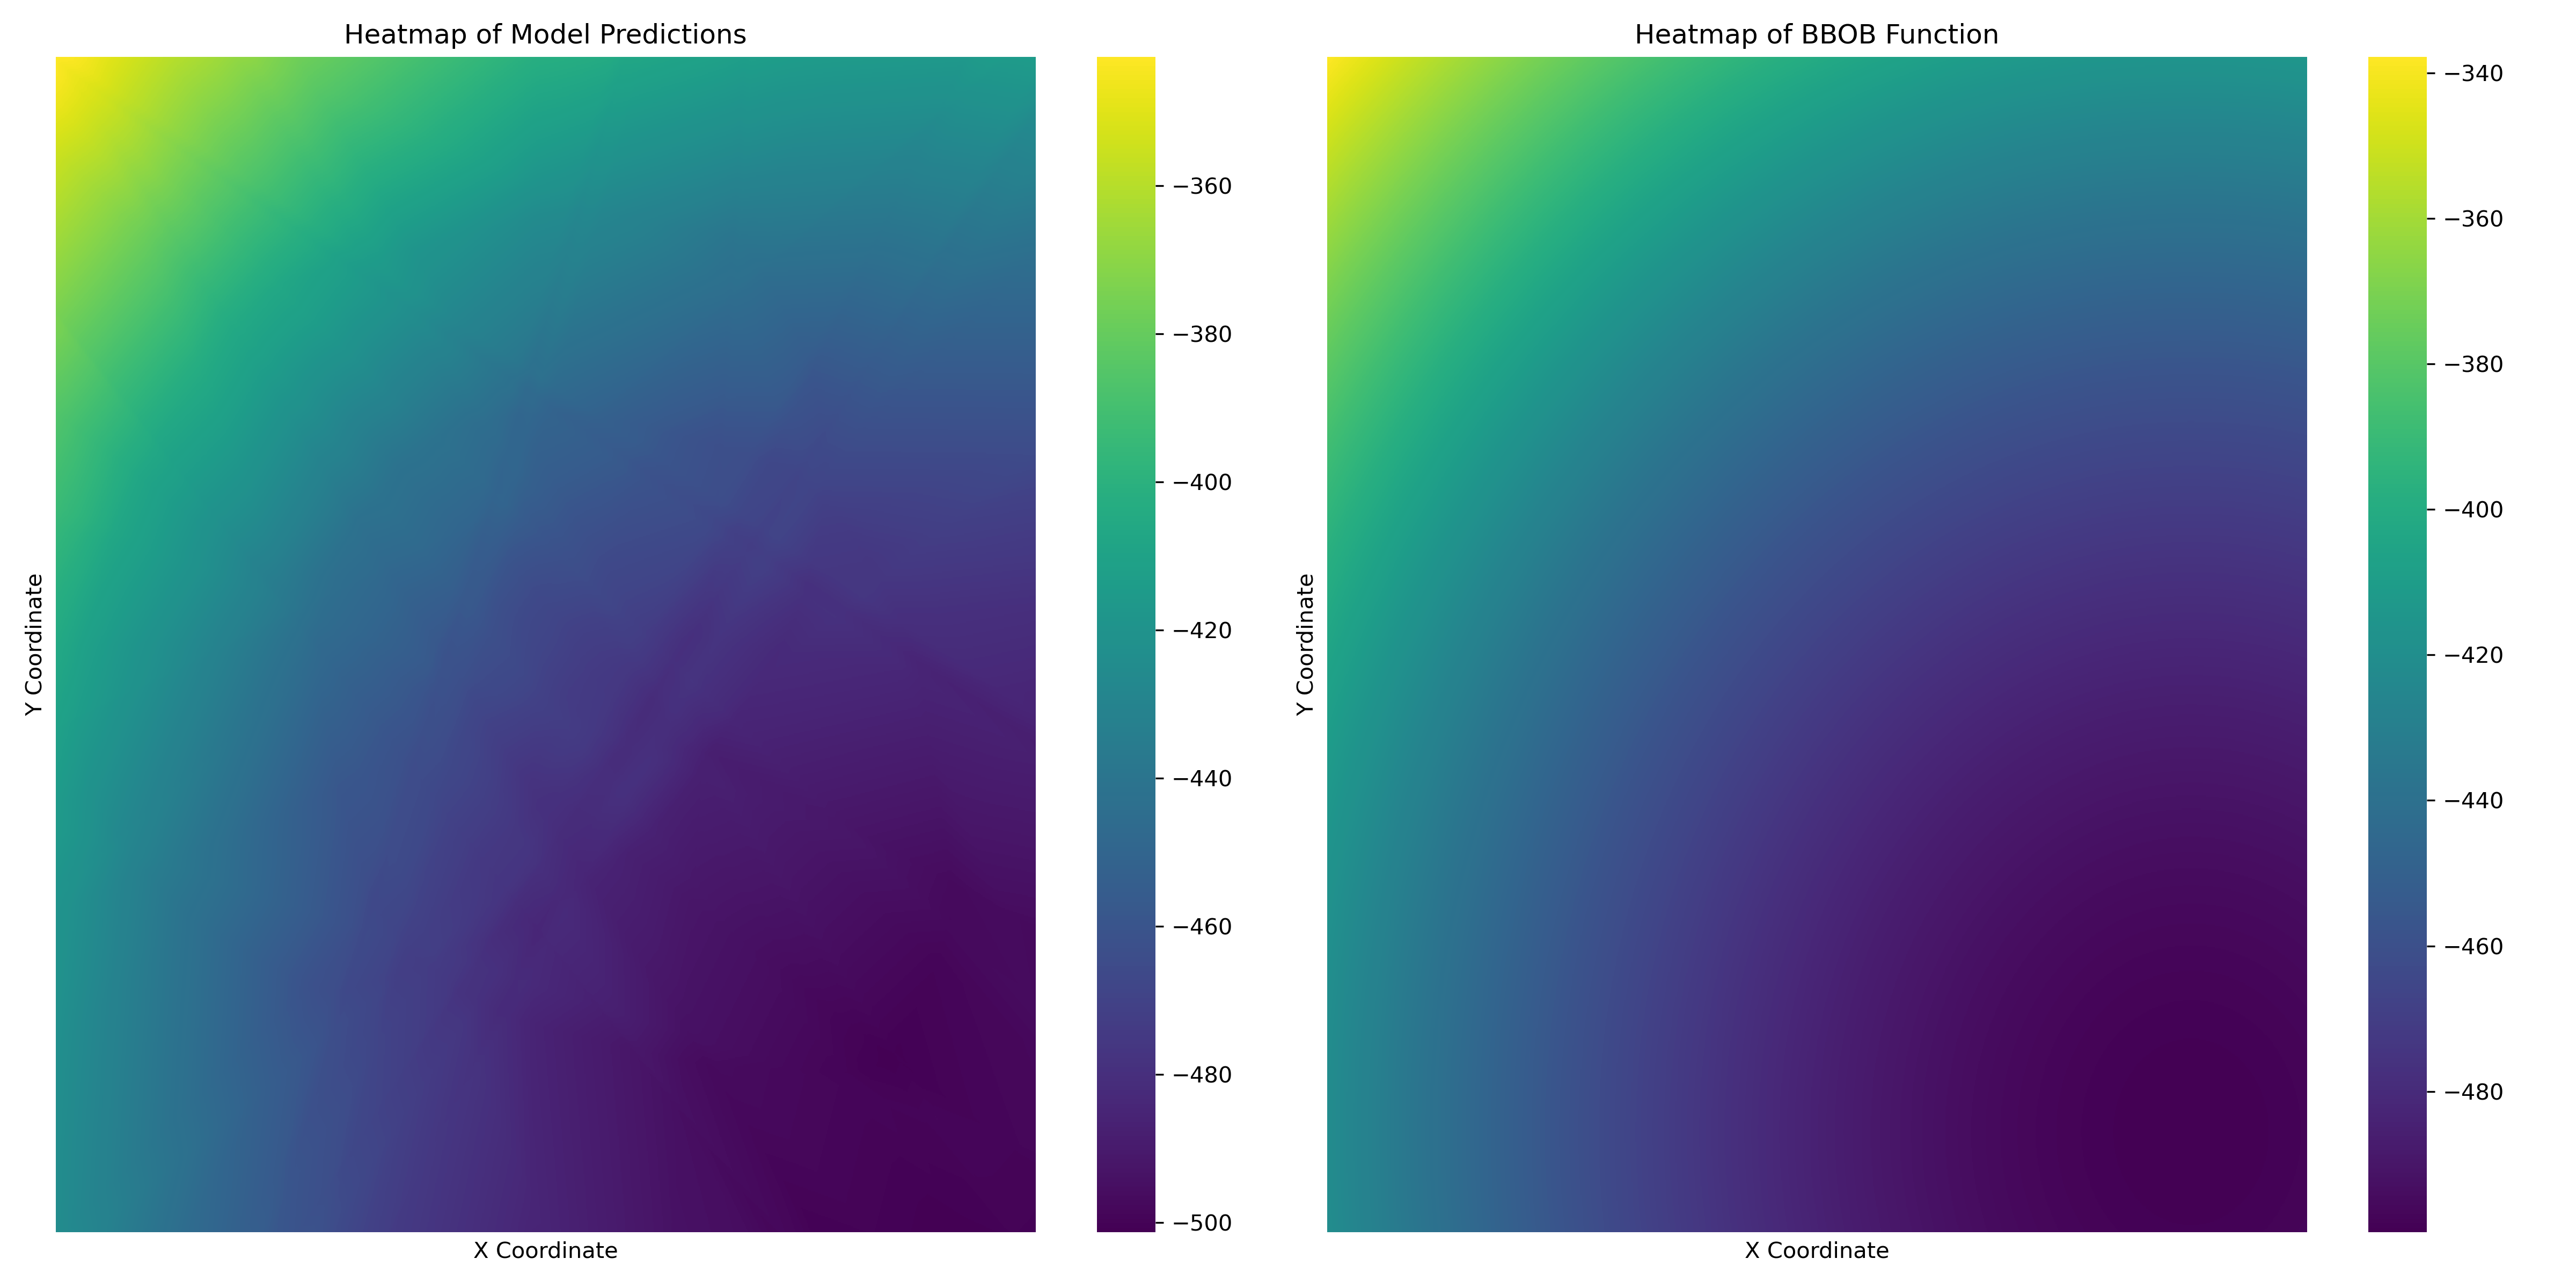 Heatmap of Model Predictions
Y Coordinate
X Coordinate
−360
−380
−400
−420
−440
−460
−480
−500
Heatmap of BBOB Function
Y Coordinate
X Coordinate
−340
−360
−380
−400
−420
−440
−460
−480